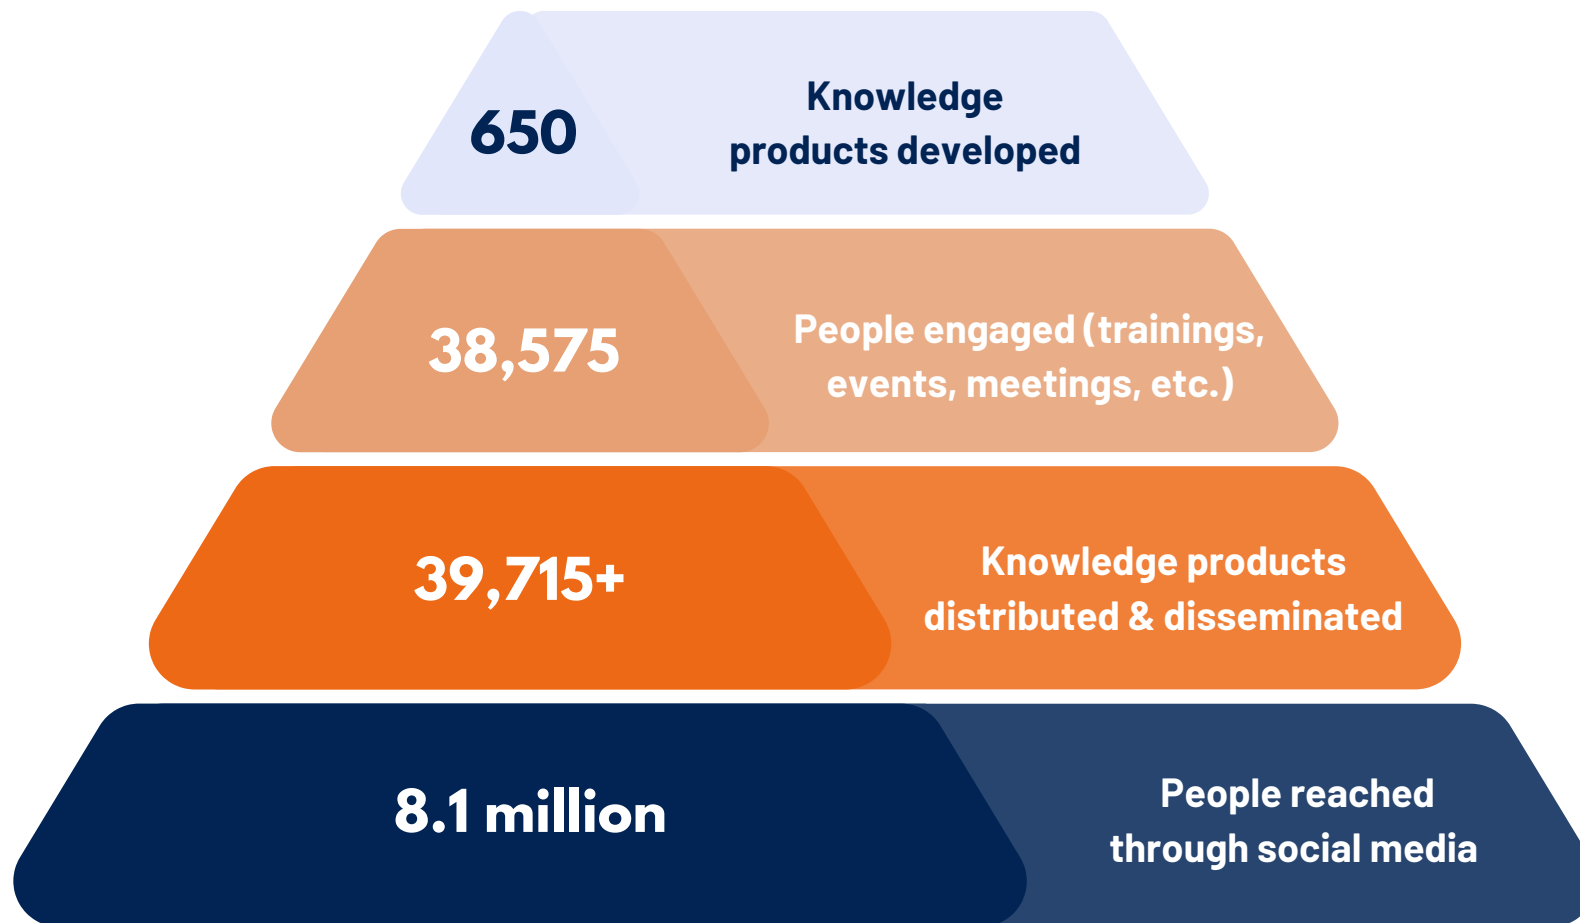 650
Knowledge
products developed
38,575
People engaged (trainings,
events, meetings, etc.)
39,715+
Knowledge products
distributed & disseminated
8.1 million
People reached
through social media